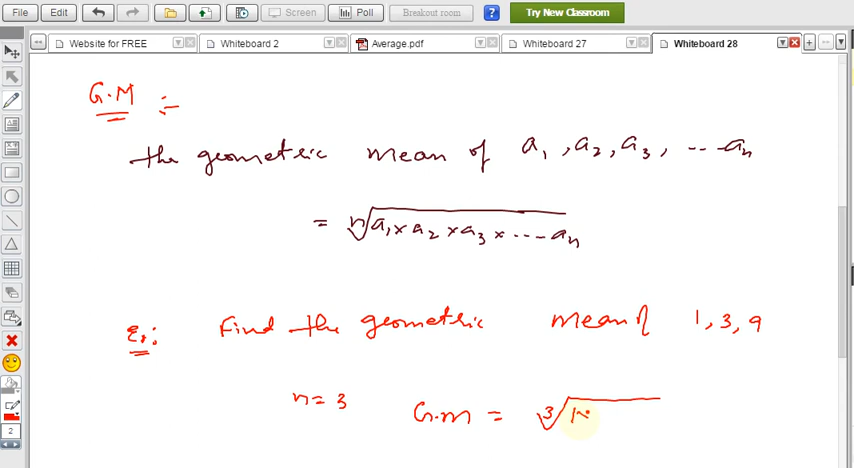 File Edit Screen Poll Breakout room ? Try New Classroom
Website for FREE Whiteboard 2 Average.pdf Whiteboard 27 Whiteboard 28
G.M :-
the geometric mean of a₁, a₂, a₃, ... aₙ
= ⁿ√a₁ × a₂ × a₃ × ... aₙ
Ex: Find the geometric mean of 1, 3, 9
n = 3 G.M = ³√1
2